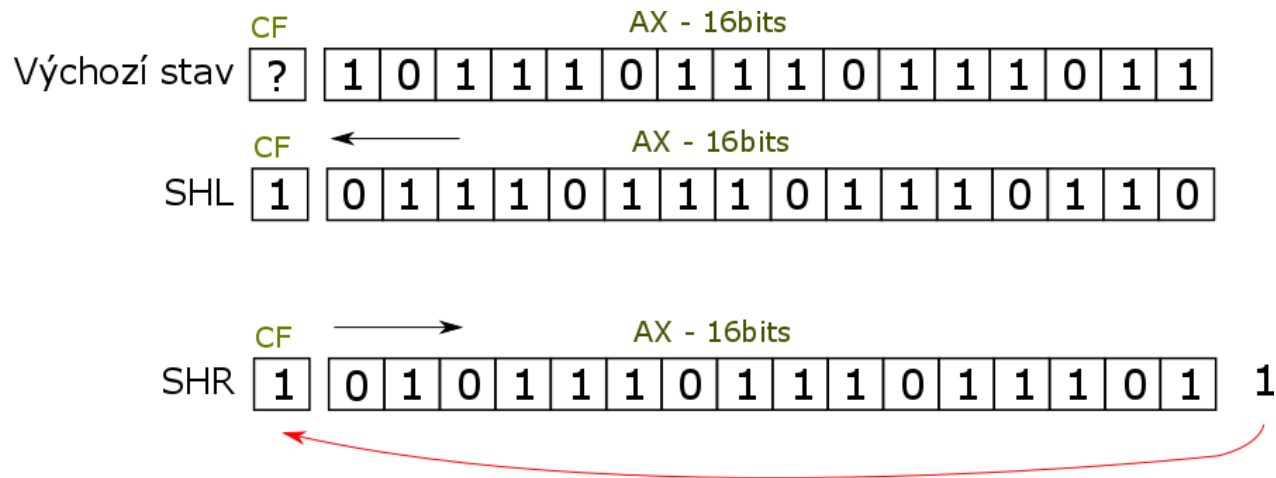 CF AX - 16bits
Výchozí stav ? 1 0 1 1 1 0 1 1 1 0 1 1 1 0 1 1
CF AX - 16bits
SHL 1 0 1 1 1 0 1 1 1 0 1 1 1 0 1 1 0
CF AX - 16bits
SHR 1 0 1 0 1 1 1 0 1 1 1 0 1 1 1 0 1 1